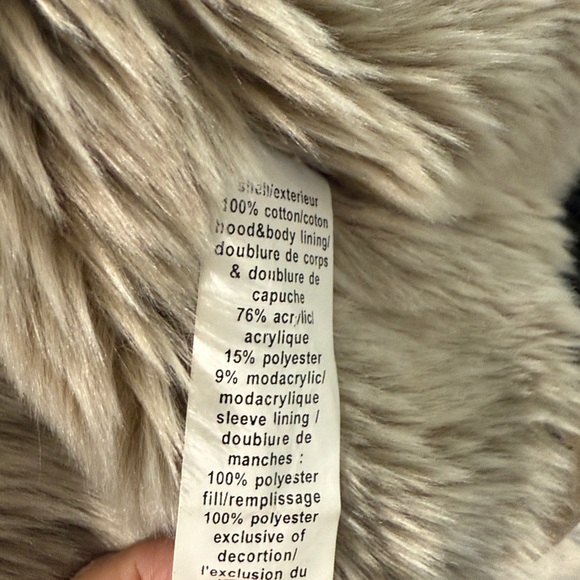 shell/exterieur
100% cotton/coton
hood&body lining/
doublure de corps
& doublure de
capuche
76% acrylic/
acrylique
15% polyester
9% modacrylic/
modacrylique
sleeve lining /
doublure de
manches :
100% polyester
fill/remplissage
100% polyester
exclusive of
decortion/
l'exclusion du